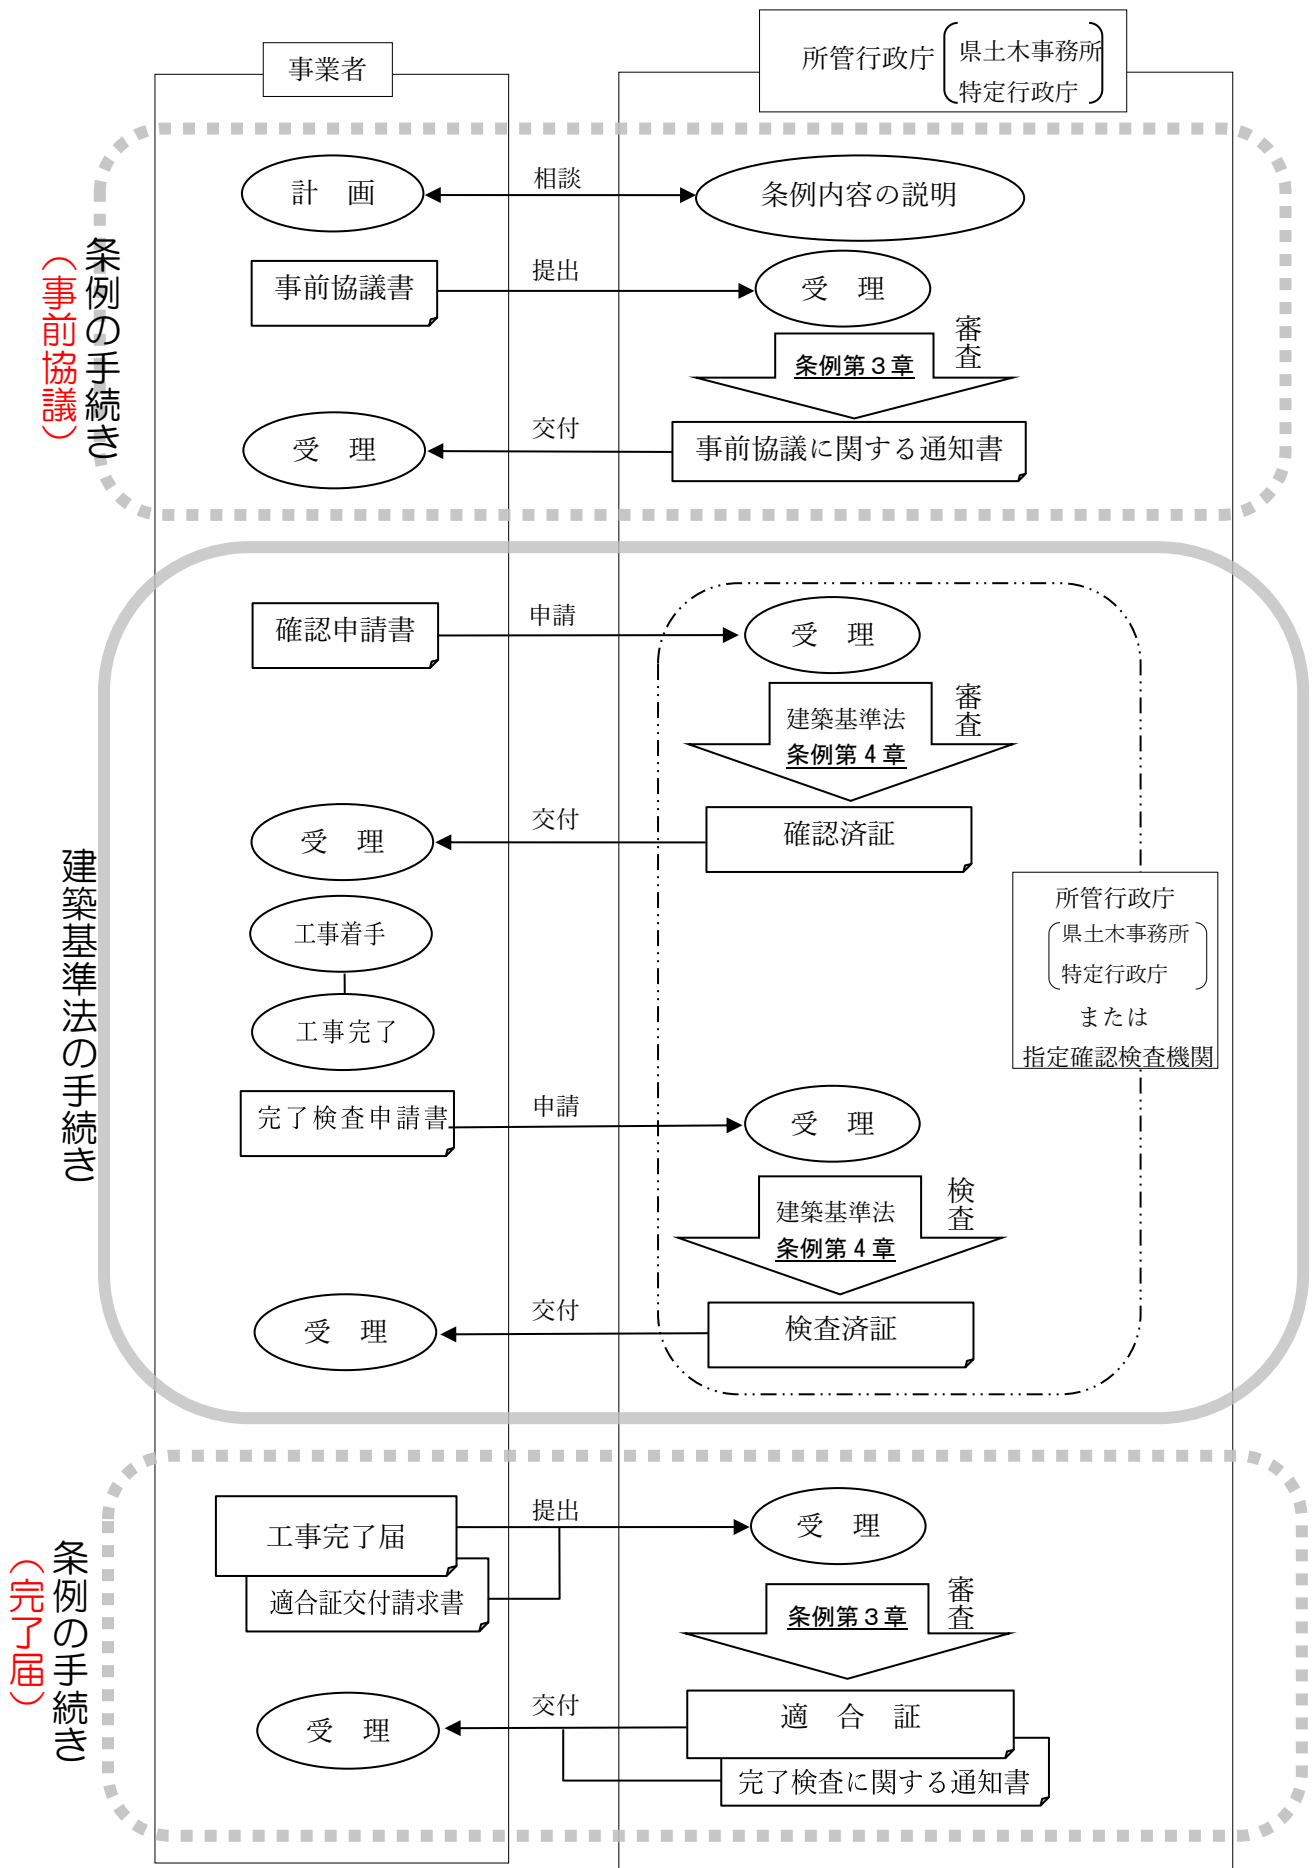 事業者
所管行政庁
県土木事務所
特定行政庁
条例の手続き
（事前協議）
計　画
相談
条例内容の説明
事前協議書
提出
受　理
条例第３章
審査
受　理
交付
事前協議に関する通知書
建築基準法の手続き
確認申請書
申請
受　理
建築基準法
条例第４章
審査
受　理
交付
確認済証
工事着手
工事完了
所管行政庁
県土木事務所
特定行政庁
または
指定確認検査機関
完了検査申請書
申請
受　理
建築基準法
条例第４章
検査
受　理
交付
検査済証
条例の手続き
（完了届）
工事完了届
適合証交付請求書
提出
受　理
条例第３章
審査
受　理
交付
適　合　証
完了検査に関する通知書